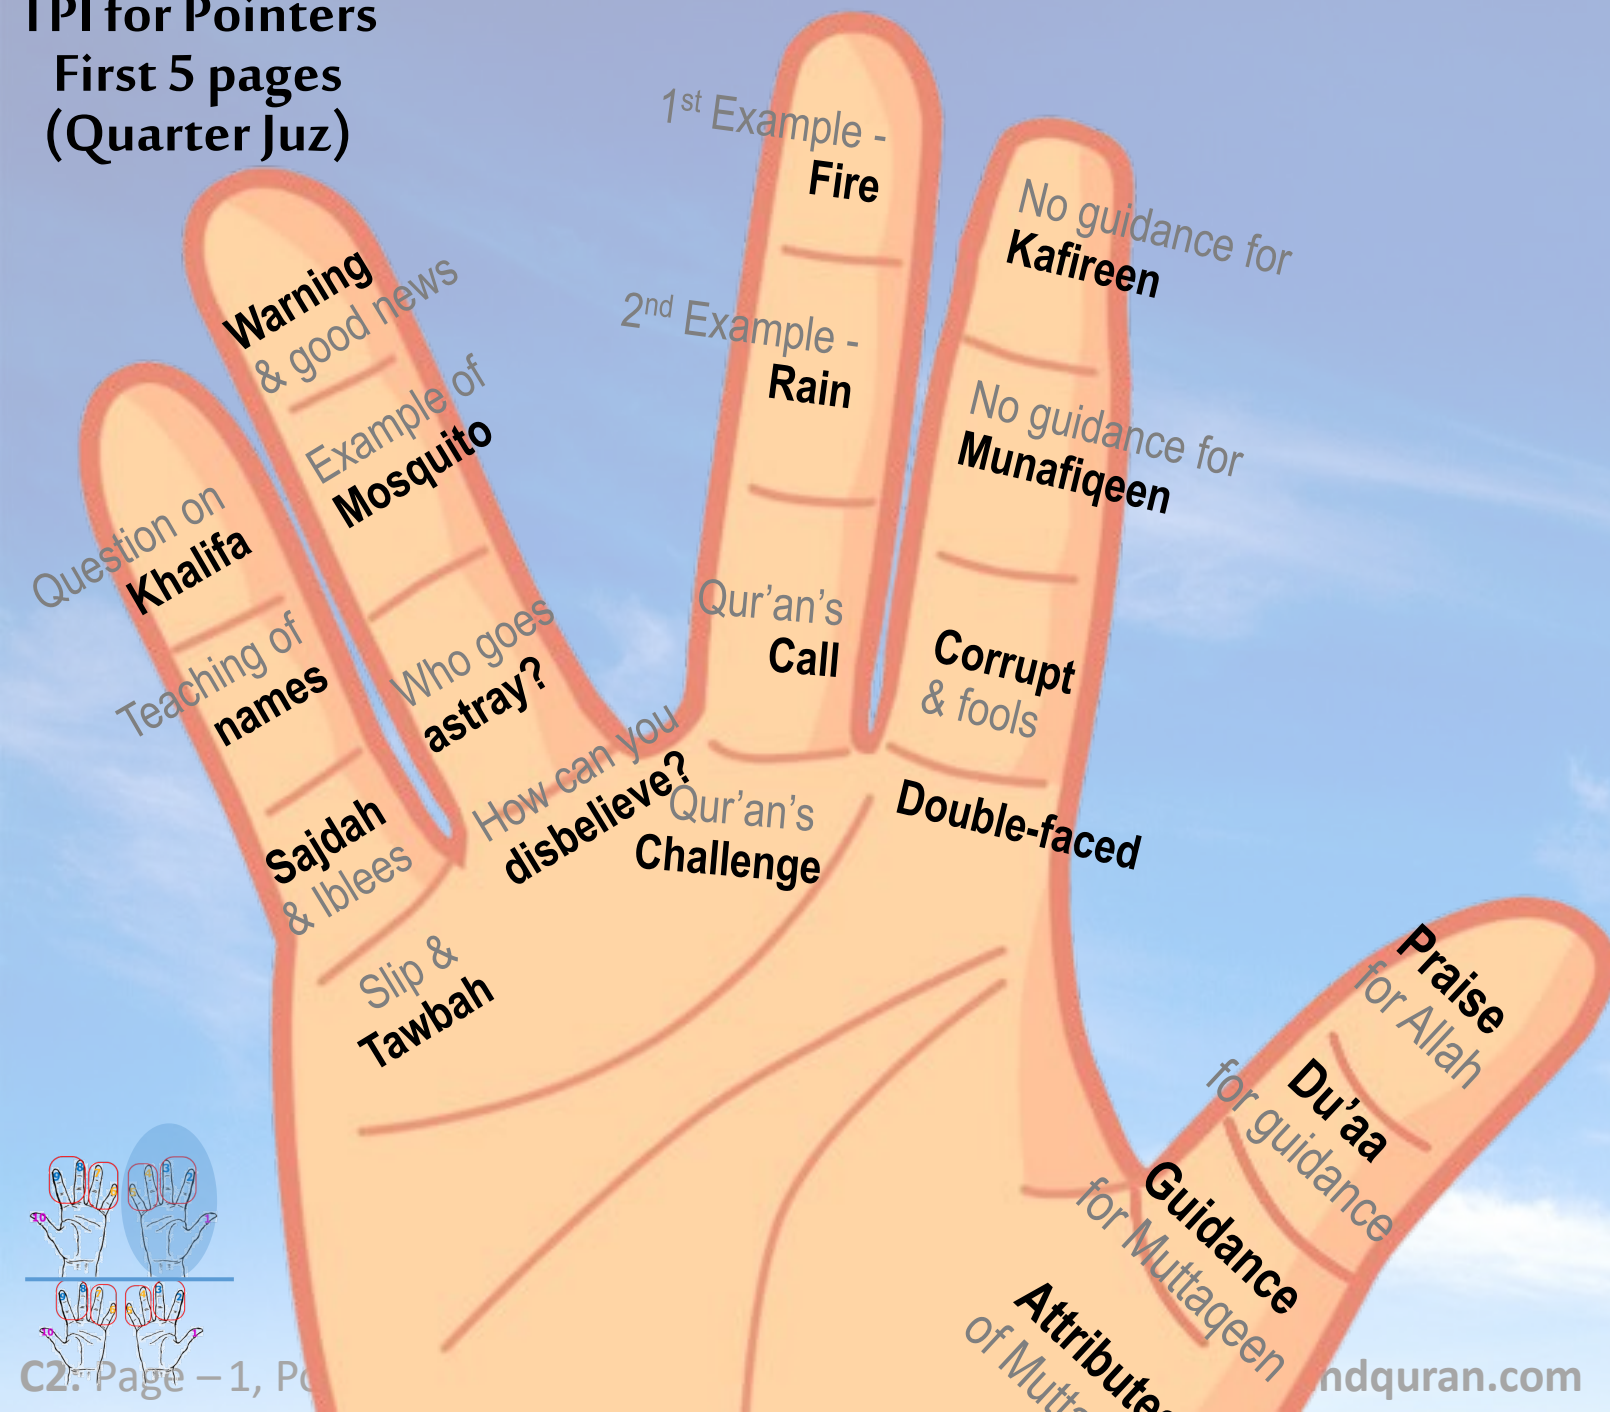 TPI for Pointers
First 5 pages
(Quarter Juz)
1st Example -
Fire
2nd Example -
Rain
Qur’an’s
Call
Qur’an’s
Challenge
No guidance for
Kafireen
No guidance for
Munafiqeen
Corrupt
& fools
Double-faced
Warning
& good news
Example of
Mosquito
Who goes
astray?
How can you
disbelieve?
Question on
Khalifa
Teaching of
names
Sajdah
& Iblees
Slip &
Tawbah
Praise
for Allah
Du’aa
for guidance
Guidance
for Muttaqeen
Attributes
of
C2: Page – 1,
ndquran.com